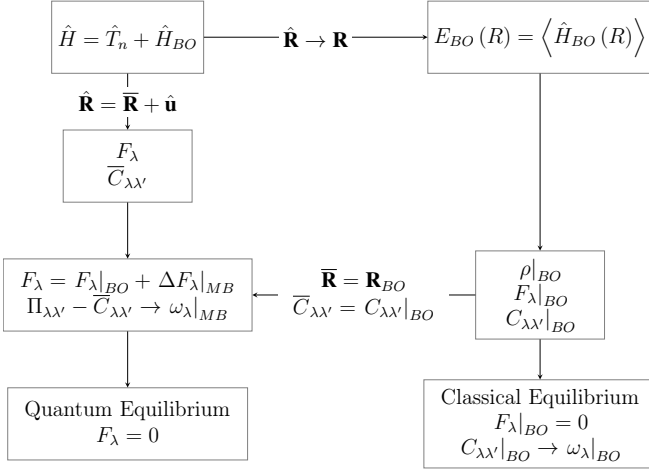 Ĥ = T̂ₙ + Ĥ_BO
R̂ → R
E_BO (R) = ⟨Ĥ_BO (R)⟩
R̂ = R̅ + û
F_λ
C̅_λλ′
F_λ = F_λ|_BO + ΔF_λ|_MB
Π_λλ′ − C̅_λλ′ → ω_λ|_MB
R̅ = R_BO
C̅_λλ′ = C_λλ′|_BO
ρ|_BO
F_λ|_BO
C_λλ′|_BO
Quantum Equilibrium
F_λ = 0
Classical Equilibrium
F_λ|_BO = 0
C_λλ′|_BO → ω_λ|_BO